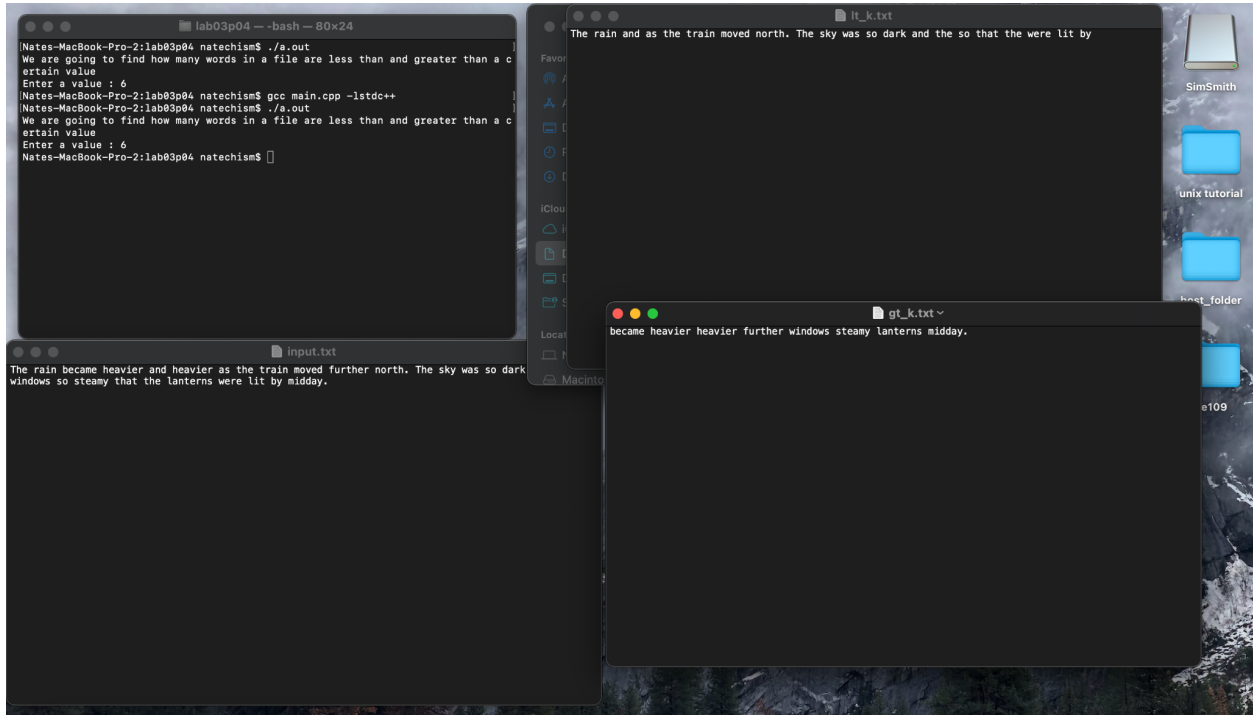 lab03p04 — -bash — 80×24
[Nates-MacBook-Pro-2:lab03p04 natechism$ ./a.out ]
We are going to find how many words in a file are less than and greater than a c
ertain value
Enter a value : 6
[Nates-MacBook-Pro-2:lab03p04 natechism$ gcc main.cpp -lstdc++ ]
[Nates-MacBook-Pro-2:lab03p04 natechism$ ./a.out ]
We are going to find how many words in a file are less than and greater than a c
ertain value
Enter a value : 6
Nates-MacBook-Pro-2:lab03p04 natechism$
input.txt
The rain became heavier and heavier as the train moved further north. The sky was so dark
windows so steamy that the lanterns were lit by midday.
Favor
iClou
Locat
Macinto
lt_k.txt
The rain and as the train moved north. The sky was so dark and the so that the were lit by
gt_k.txt
became heavier heavier further windows steamy lanterns midday.
SimSmith
unix tutorial
host_folder
e109